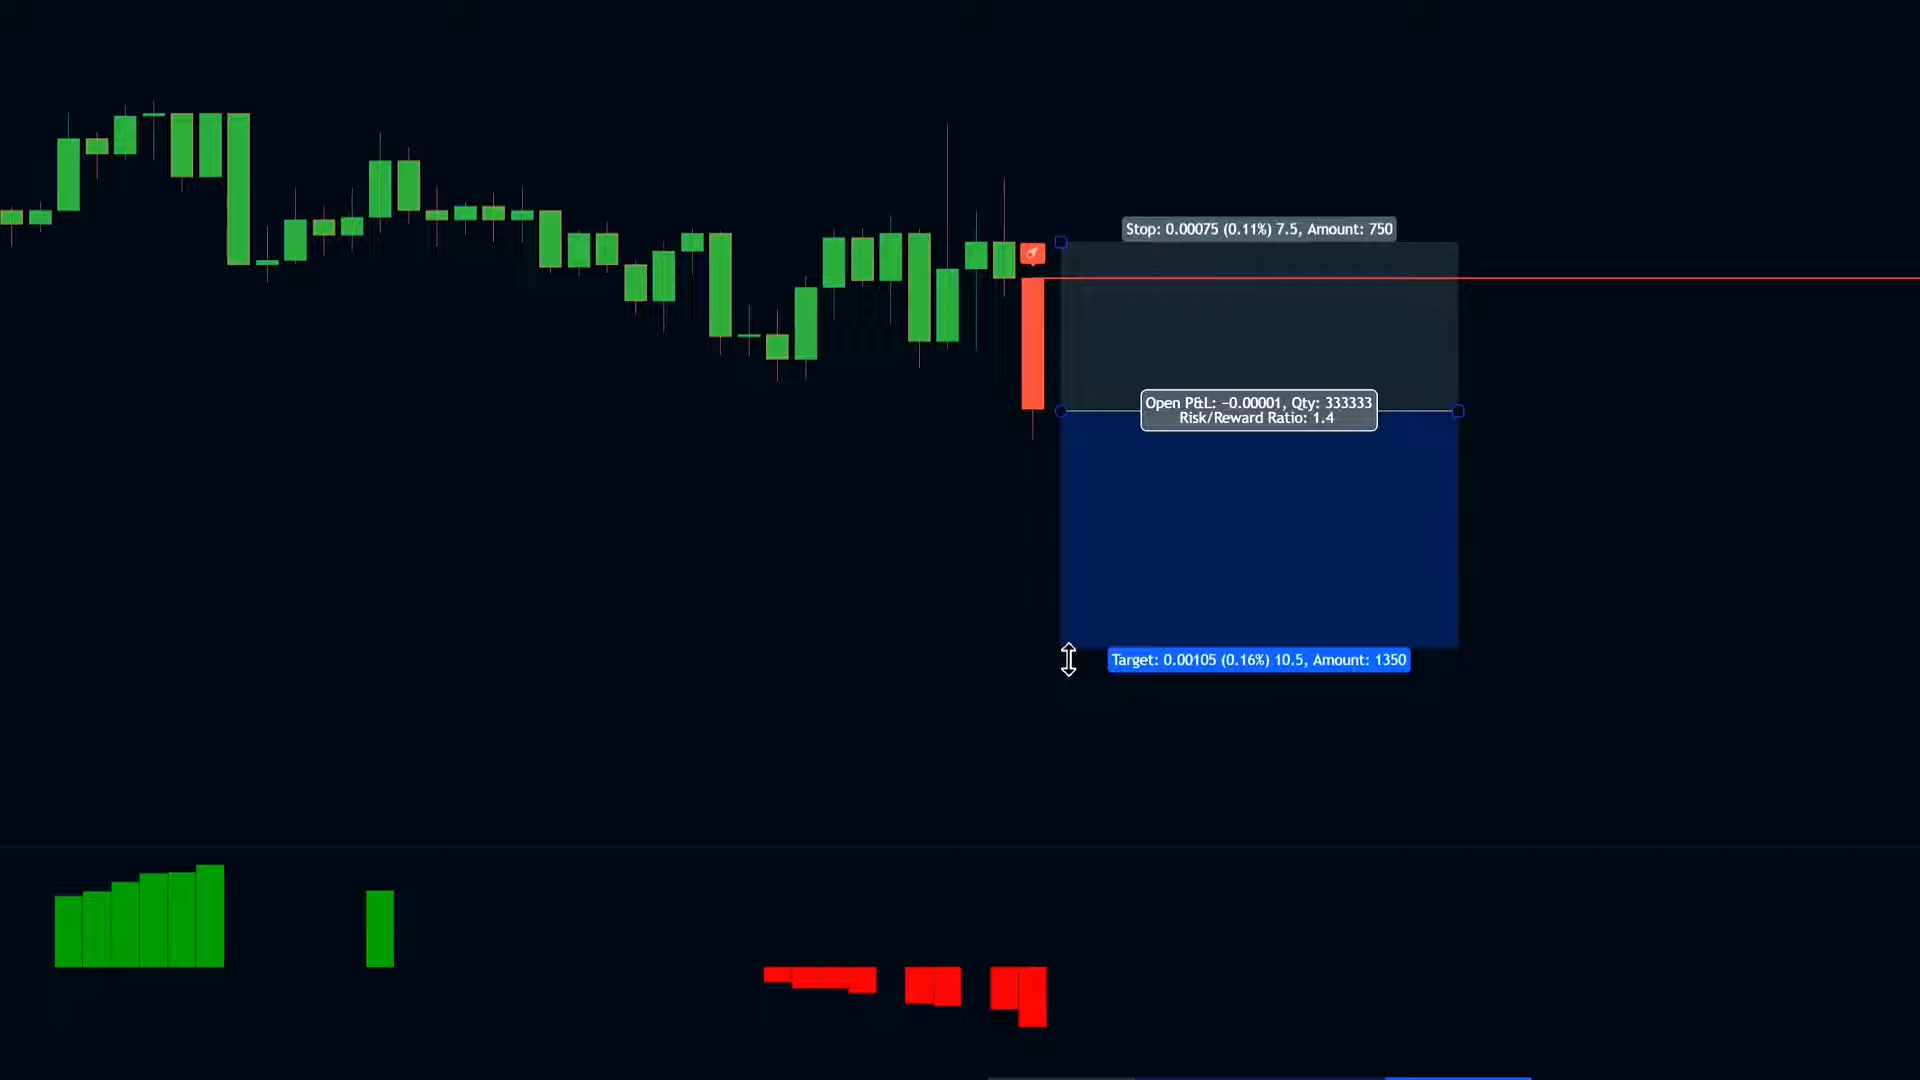 Stop: 0.00075 (0.11%) 7.5, Amount: 750
Open P&L: −0.00001, Qty: 333333
Risk/Reward Ratio: 1.4
Target: 0.00105 (0.16%) 10.5, Amount: 1350